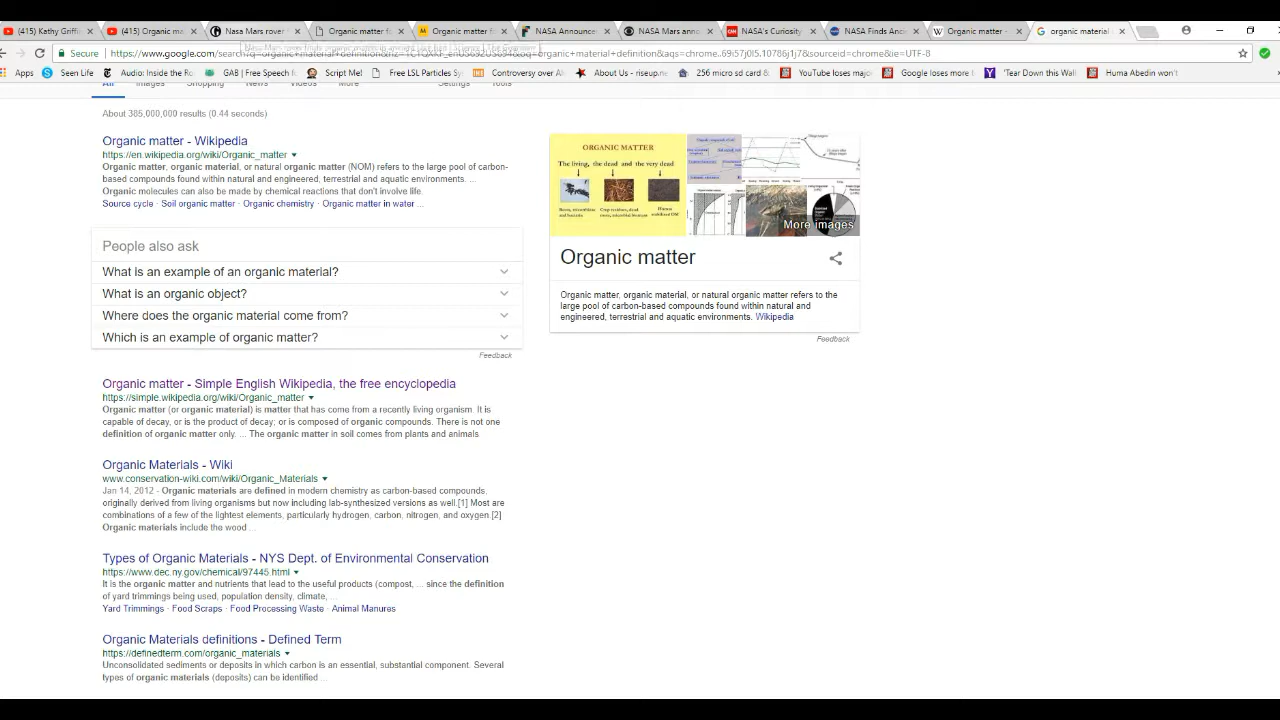 (415) Kathy Griffin
(415) Organic ma
Nasa Mars rover f
Organic matter fo
Organic matter f
NASA Announce
NASA Mars anno
NASA's Curiosity
NASA Finds Anc
Organic matter -
organic material
Secure
https://www.google.com/search
organic+material+definition&aqs=chrome..69i57j0l5.10786j1j7&sourceid=chrome&ie=UTF-8
Apps
Seen Life
Audio: Inside the Ro
GAB | Free Speech fo
Script Me!
Free LSL Particles Sy
Controversy over Al
About Us - riseup.ne
256 micro sd card &
YouTube loses major
Google loses more
'Tear Down this Wall
Huma Abedin won't
All Images Shopping News Videos More Settings Tools
About 385,000,000 results (0.44 seconds)
Organic matter - Wikipedia
https://en.wikipedia.org/wiki/Organic_matter
Organic matter, organic material, or natural organic matter (NOM) refers to the large pool of carbon-
based compounds found within natural and engineered, terrestrial and aquatic environments. ...
Organic molecules can also be made by chemical reactions that don't involve life.
Source of · Soil organic matter · Organic chemistry · Organic matter in water ...
People also ask
What is an example of an organic material?
What is an organic object?
Where does the organic material come from?
Which is an example of organic matter?
Feedback
Organic matter - Simple English Wikipedia, the free encyclopedia
https://simple.wikipedia.org/wiki/Organic_matter
Organic matter (or organic material) is matter that has come from a recently living organism. It is
capable of decay, or is the product of decay; or is composed of organic compounds. There is not one
definition of organic matter only. ... The organic matter in soil comes from plants and animals
Organic Materials - Wiki
www.conservation-wiki.com/wiki/Organic_Materials
Jan 14, 2012 - Organic materials are defined in modern chemistry as carbon-based compounds,
originally derived from living organisms but now including lab-synthesized versions as well.[1] Most are
combinations of a few of the lightest elements, particularly hydrogen, carbon, nitrogen, and oxygen.[2]
Organic materials include the wood ...
Types of Organic Materials - NYS Dept. of Environmental Conservation
https://www.dec.ny.gov/chemical/97445.html
It is the organic matter and nutrients that lead to the useful products (compost, ... since the definition
of yard trimmings being used, population density, climate, ...
Yard Trimmings · Food Scraps · Food Processing Waste · Animal Manures
Organic Materials definitions - Defined Term
https://definedterm.com/organic_materials
Unconsolidated sediments or deposits in which carbon is an essential, substantial component. Several
types of organic materials (deposits) can be identified ...
ORGANIC MATTER
The living, the dead and the very dead
More images
Organic matter
Organic matter, organic material, or natural organic matter refers to the
large pool of carbon-based compounds found within natural and
engineered, terrestrial and aquatic environments. Wikipedia
Feedback